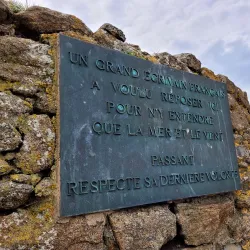 UN GRAND ÉCRIVAIN FRANÇAIS
A VOULU REPOSER ICI
POUR N'Y ENTENDRE
QUE LA MER ET LE VENT
PASSANT
RESPECTE SA DERNIÈRE VOLONTÉ